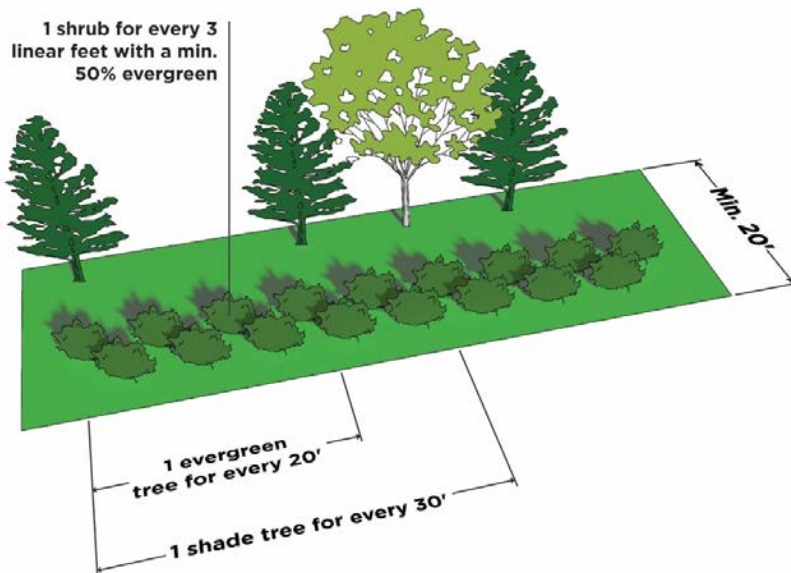 1 shrub for every 3
linear feet with a min.
50% evergreen
Min. 20'
1 evergreen
tree for every 20'
1 shade tree for every 30'